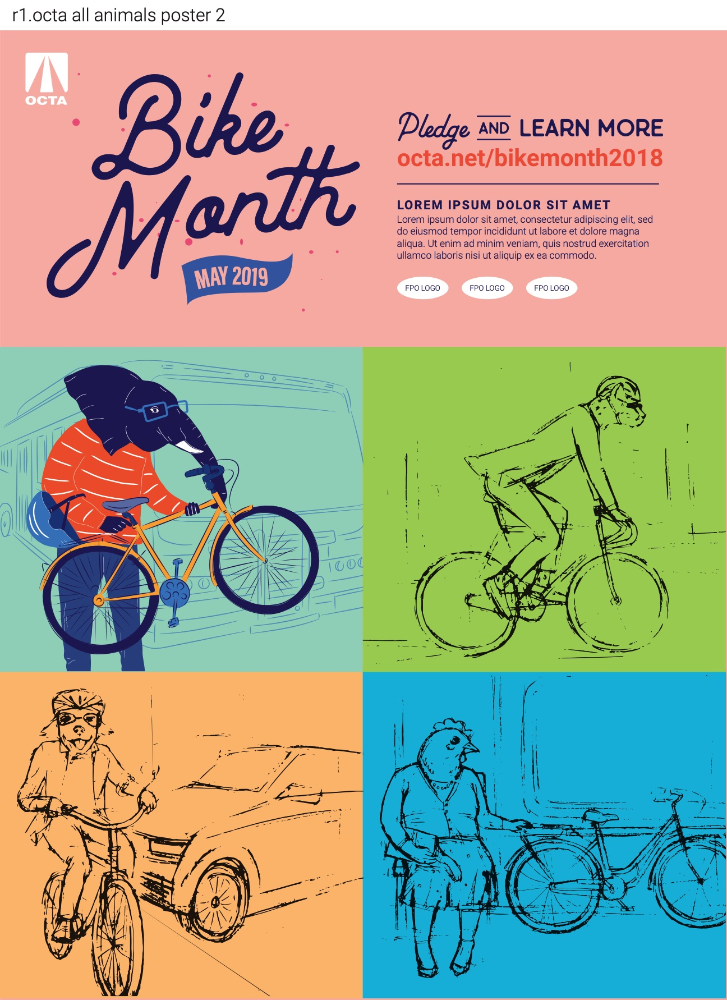 r1.octa all animals poster 2
OCTA
Bike
Month
MAY 2019
Pledge AND LEARN MORE
octa.net/bikemonth2018
LOREM IPSUM DOLOR SIT AMET
Lorem ipsum dolor sit amet, consectetur adipiscing elit, sed
do eiusmod tempor incididunt ut labore et dolore magna
aliqua. Ut enim ad minim veniam, quis nostrud exercitation
ullamco laboris nisi ut aliquip ex ea commodo.
FPO LOGO FPO LOGO FPO LOGO